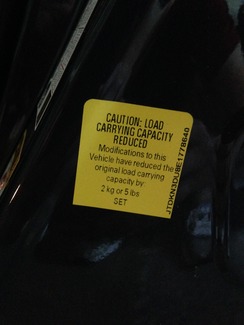 CAUTION: LOAD
CARRYING CAPACITY
REDUCED
Modifications to this
Vehicle have reduced the
original load carrying
capacity by:
2 kg or 5 lbs
SET
JTDKN3DU8E1778640